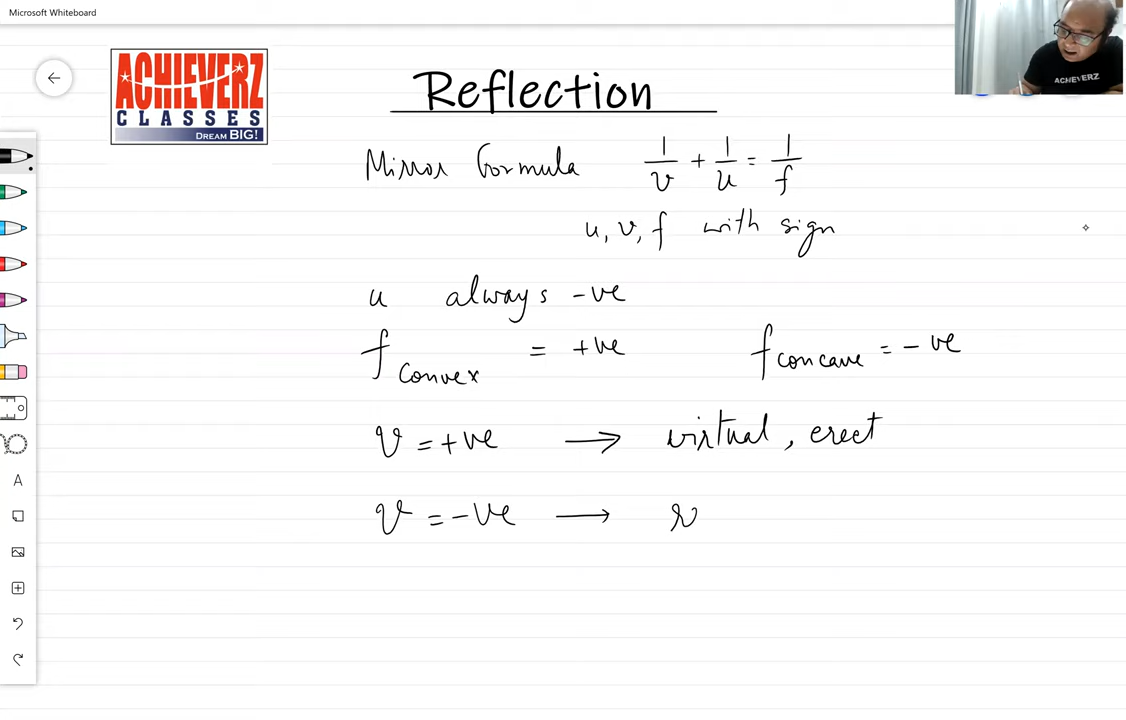 Microsoft Whiteboard
ACHIEVERZ
CLASSES
DREAM BIG!
Reflection
ACHIEVERZ
Mirror formula 1/v + 1/u = 1/f
u, v, f with sign
u always -ve
f convex = +ve f concave = -ve
v = +ve → virtual, erect
v = -ve → r
A